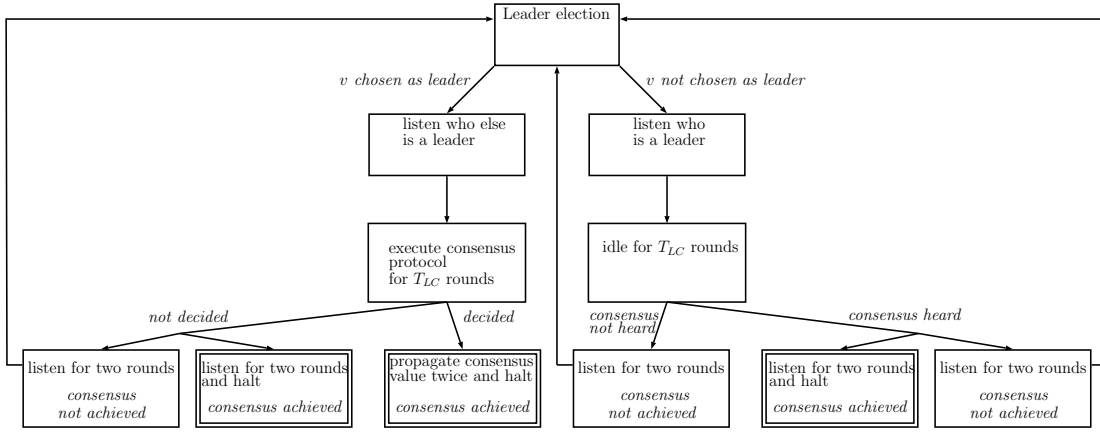 Leader election
v chosen as leader
v not chosen as leader
listen who else
is a leader
listen who
is a leader
execute consensus
protocol
for T_{LC} rounds
idle for T_{LC} rounds
not decided
decided
consensus
not heard
consensus heard
listen for two rounds
consensus
not achieved
listen for two rounds
and halt
consensus achieved
propagate consensus
value twice and halt
consensus achieved
listen for two rounds
consensus
not achieved
listen for two rounds
and halt
consensus achieved
listen for two rounds
consensus
not achieved